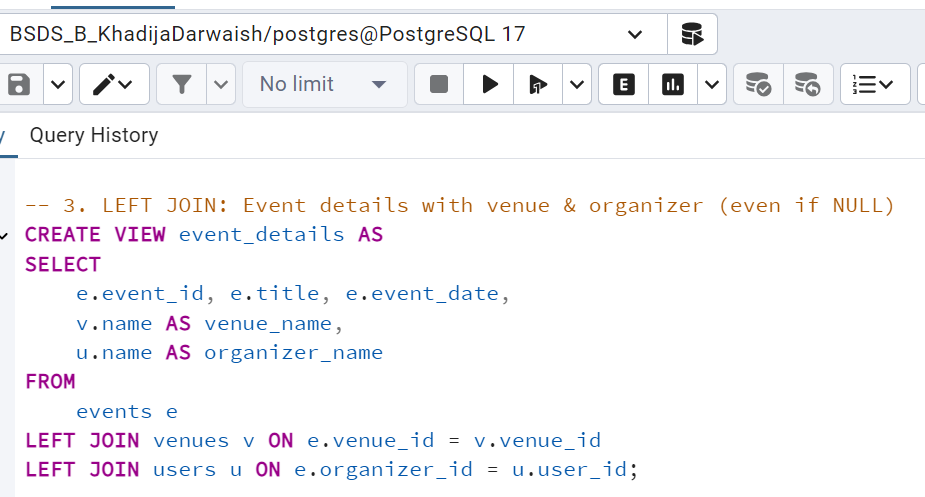 BSDS_B_KhadijaDarwaish/postgres@PostgreSQL 17
No limit
E
Query History
-- 3. LEFT JOIN: Event details with venue & organizer (even if NULL)
CREATE VIEW event_details AS
SELECT
e.event_id, e.title, e.event_date,
v.name AS venue_name,
u.name AS organizer_name
FROM
events e
LEFT JOIN venues v ON e.venue_id = v.venue_id
LEFT JOIN users u ON e.organizer_id = u.user_id;